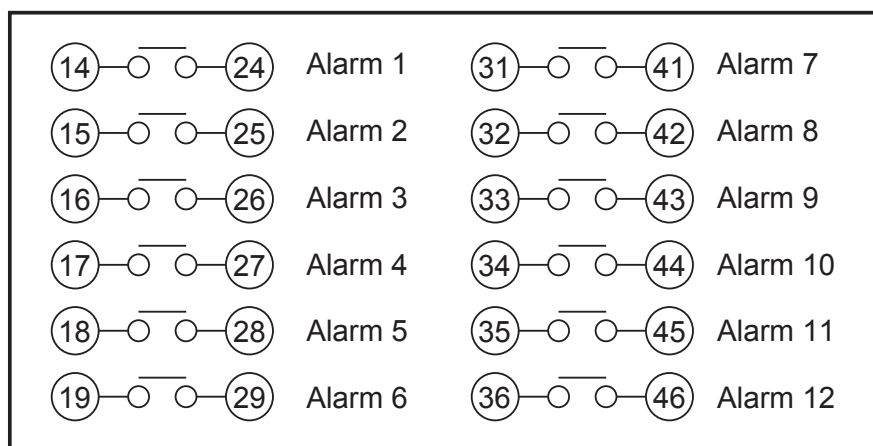 14 24 Alarm 1
15 25 Alarm 2
16 26 Alarm 3
17 27 Alarm 4
18 28 Alarm 5
19 29 Alarm 6
31 41 Alarm 7
32 42 Alarm 8
33 43 Alarm 9
34 44 Alarm 10
35 45 Alarm 11
36 46 Alarm 12